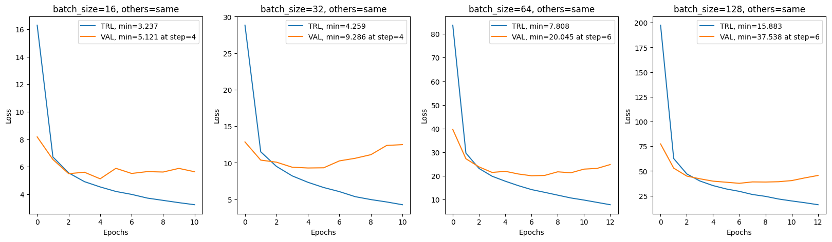 batch_size=16, others=same
TRL, min=3.237
VAL, min=5.121 at step=4
Loss
16
14
12
10
8
6
4
0
2
4
6
8
10
Epochs
batch_size=32, others=same
TRL, min=4.259
VAL, min=9.286 at step=4
Loss
30
25
20
15
10
5
0
2
4
6
8
10
Epochs
batch_size=64, others=same
TRL, min=7.808
VAL, min=20.045 at step=6
Loss
80
70
60
50
40
30
20
10
0
2
4
6
8
10
12
Epochs
batch_size=128, others=same
TRL, min=15.883
VAL, min=37.538 at step=6
Loss
200
175
150
125
100
75
50
25
0
2
4
6
8
10
12
Epochs